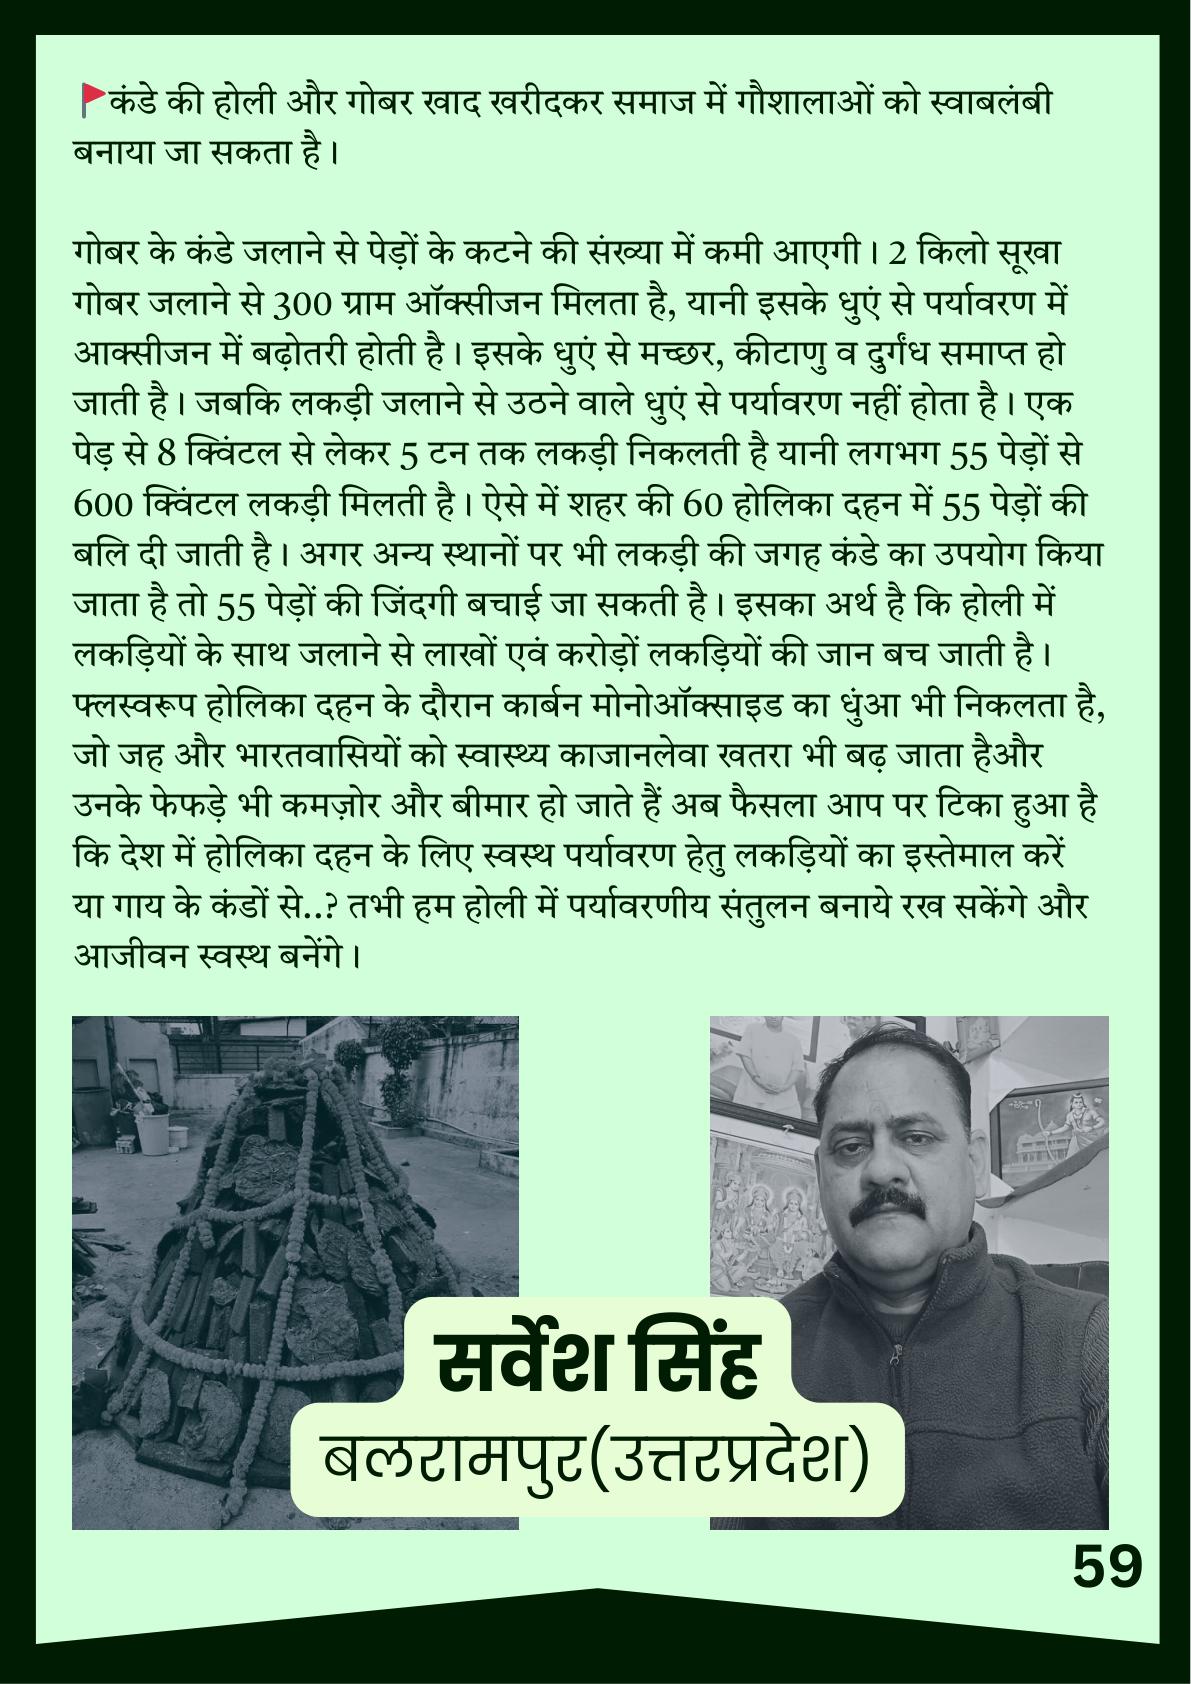 🚩कंडे की होली और गोबर खाद खरीदकर समाज में गौशालाओं को स्वाबलंबी
बनाया जा सकता है।
गोबर के कंडे जलाने से पेड़ों के कटने की संख्या में कमी आएगी। 2 किलो सूखा
गोबर जलाने से 300 ग्राम ऑक्सीजन मिलता है, यानी इसके धुएं से पर्यावरण में
आक्सीजन में बढ़ोतरी होती है। इसके धुएं से मच्छर, कीटाणु व दुर्गंध समाप्त हो
जाती है। जबकि लकड़ी जलाने से उठने वाले धुएं से पर्यावरण नहीं होता है। एक
पेड़ से 8 क्विंटल से लेकर 5 टन तक लकड़ी निकलती है यानी लगभग 55 पेड़ों से
600 क्विंटल लकड़ी मिलती है। ऐसे में शहर की 60 होलिका दहन में 55 पेड़ों की
बलि दी जाती है। अगर अन्य स्थानों पर भी लकड़ी की जगह कंडे का उपयोग किया
जाता है तो 55 पेड़ों की जिंदगी बचाई जा सकती है। इसका अर्थ है कि होली में
लकड़ियों के साथ जलाने से लाखों एवं करोड़ों लकड़ियों की जान बच जाती है।
फ्लस्वरूप होलिका दहन के दौरान कार्बन मोनोऑक्साइड का धुंआ भी निकलता है,
जो जह और भारतवासियों को स्वास्थ्य काजानलेवा खतरा भी बढ़ जाता हैऔर
उनके फेफड़े भी कमज़ोर और बीमार हो जाते हैं अब फैसला आप पर टिका हुआ है
कि देश में होलिका दहन के लिए स्वस्थ पर्यावरण हेतु लकड़ियों का इस्तेमाल करें
या गाय के कंडों से..? तभी हम होली में पर्यावरणीय संतुलन बनाये रख सकेंगे और
आजीवन स्वस्थ बनेंगे।
सर्वेश सिंह
बलरामपुर(उत्तरप्रदेश)
59